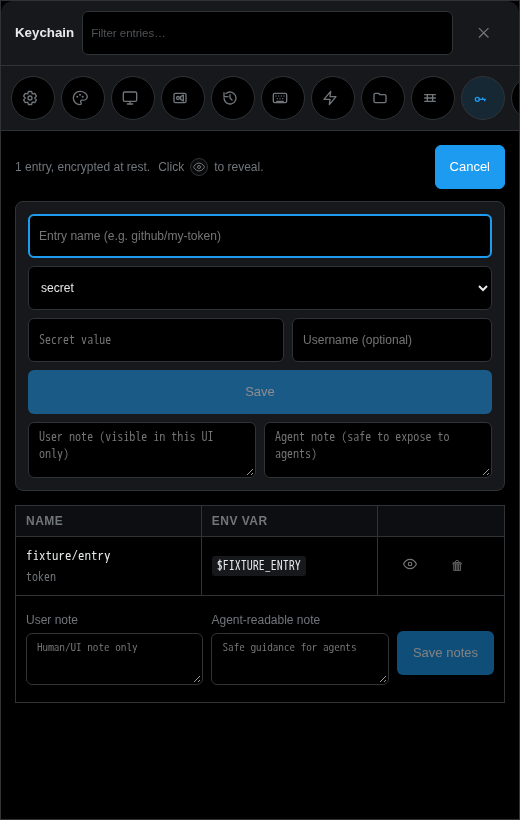 Keychain
Filter entries…
1 entry, encrypted at rest. Click to reveal.
Cancel
Entry name (e.g. github/my-token)
secret
Secret value
Username (optional)
Save
User note (visible in this UI
only)
Agent note (safe to expose to
agents)
NAME
ENV VAR
fixture/entry
token
$FIXTURE_ENTRY
User note
Agent-readable note
Human/UI note only
Safe guidance for agents
Save notes